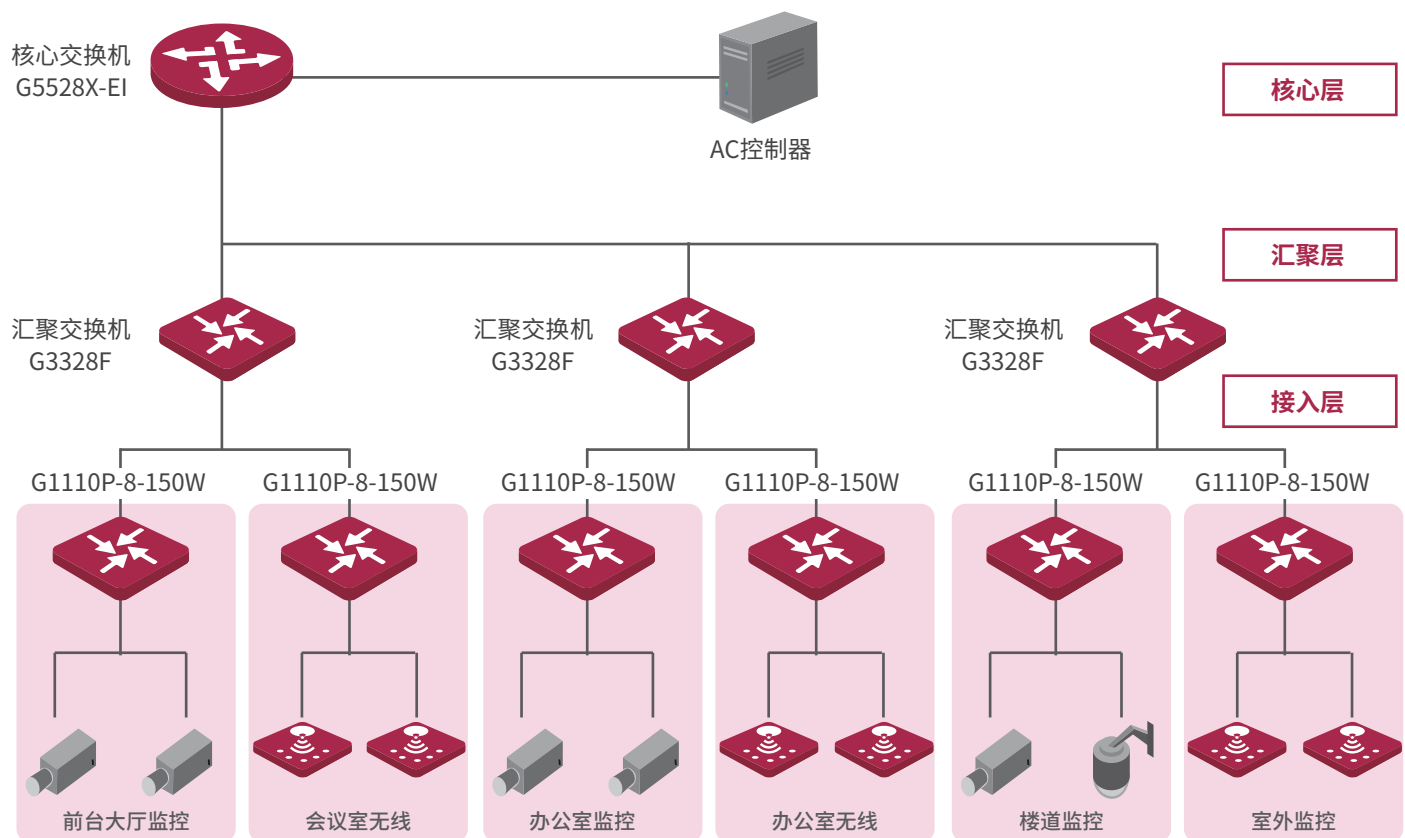 核心交换机
G5528X-EI
AC控制器
核心层
汇聚层
汇聚交换机
G3328F
汇聚交换机
G3328F
汇聚交换机
G3328F
接入层
G1110P-8-150W
G1110P-8-150W
G1110P-8-150W
G1110P-8-150W
G1110P-8-150W
G1110P-8-150W
前台大厅监控
会议室无线
办公室监控
办公室无线
楼道监控
室外监控